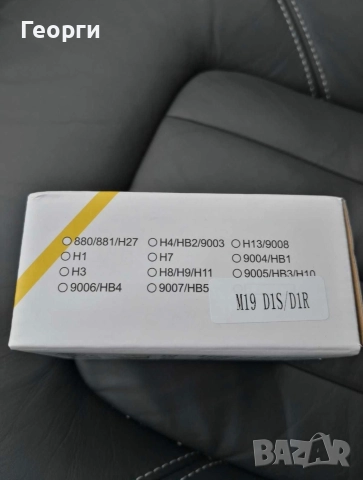 Георги
○ 880/881/H27 ○ H4/HB2/9003 ○ H13/9008
○ H1 ○ H7 ○ 9004/HB1
○ H3 ○ H8/H9/H11 ○ 9005/HB3/H10
○ 9006/HB4 ○ 9007/HB5
M19 D1S/D1R
BAZAR